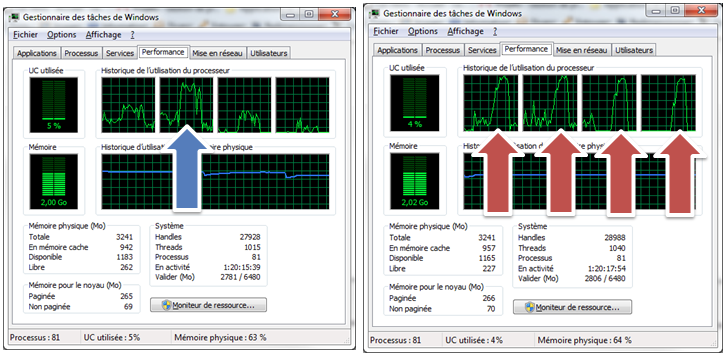 Gestionnaire des tâches de Windows
Fichier Options Affichage ?
Applications Processus Services Performance Mise en réseau Utilisateurs
UC utilisée
Historique de l'utilisation du processeur
5 %
Mémoire
Historique d'utilis moire physique
2,00 Go
Mémoire physique (Mo)
Totale 3241
En mémoire cache 942
Disponible 1183
Libre 262
Système
Handles 27928
Threads 1015
Processus 81
En activité 1:20:15:39
Valider (Mo) 2781 / 6480
Mémoire pour le noyau (Mo)
Paginée 265
Non paginée 69
Moniteur de ressource...
Processus : 81 UC utilisée : 5% Mémoire physique : 63 %
Gestionnaire des tâches de Windows
Fichier Options Affichage ?
Applications Processus Services Performance Mise en réseau Utilisateurs
UC utilisée
Historique de l'utilisation du processeur
4 %
Mémoire
2,02 Go
Mémoire physique (Mo)
Totale 3241
En mémoire cache 957
Disponible 1165
Libre 227
Système
Handles 28988
Threads 1040
Processus 81
En activité 1:20:17:54
Valider (Mo) 2806 / 6480
Mémoire pour le noyau (Mo)
Paginée 266
Non paginée 70
Moniteur de ressource...
Processus : 81 UC utilisée : 4% Mémoire physique : 64 %